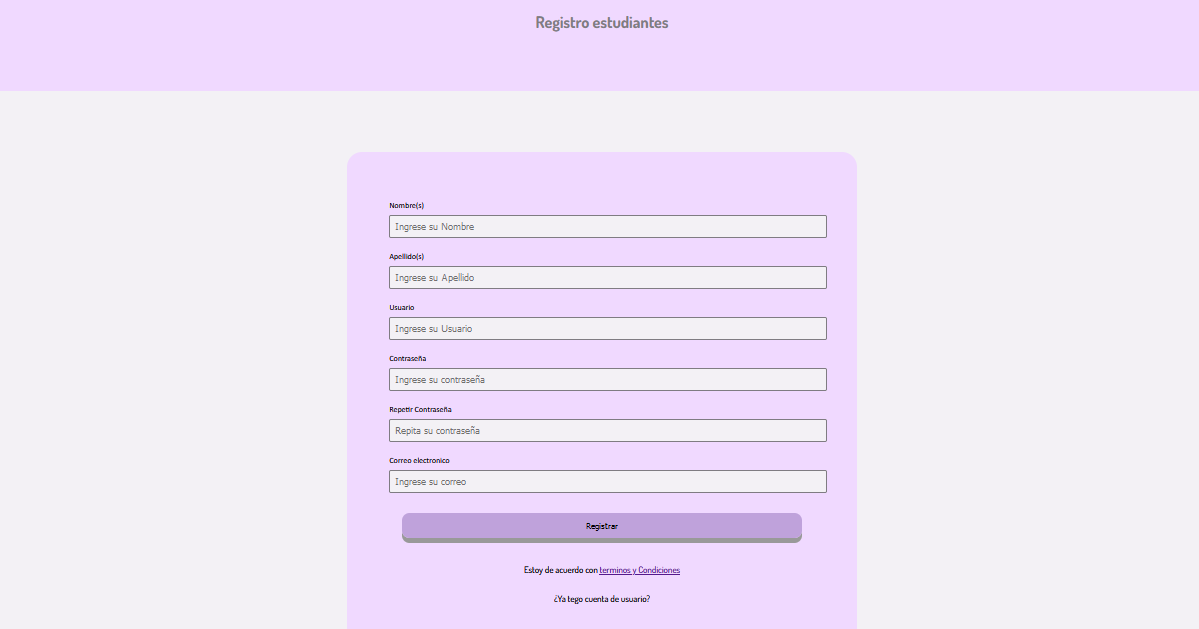 Registro estudiantes
Nombre(s)
Ingrese su Nombre
Apellido(s)
Ingrese su Apellido
Usuario
Ingrese su Usuario
Contraseña
Ingrese su contraseña
Repetir Contraseña
Repita su contraseña
Correo electronico
Ingrese su correo
Registrar
Estoy de acuerdo con terminos y Condiciones
¿Ya tego cuenta de usuario?